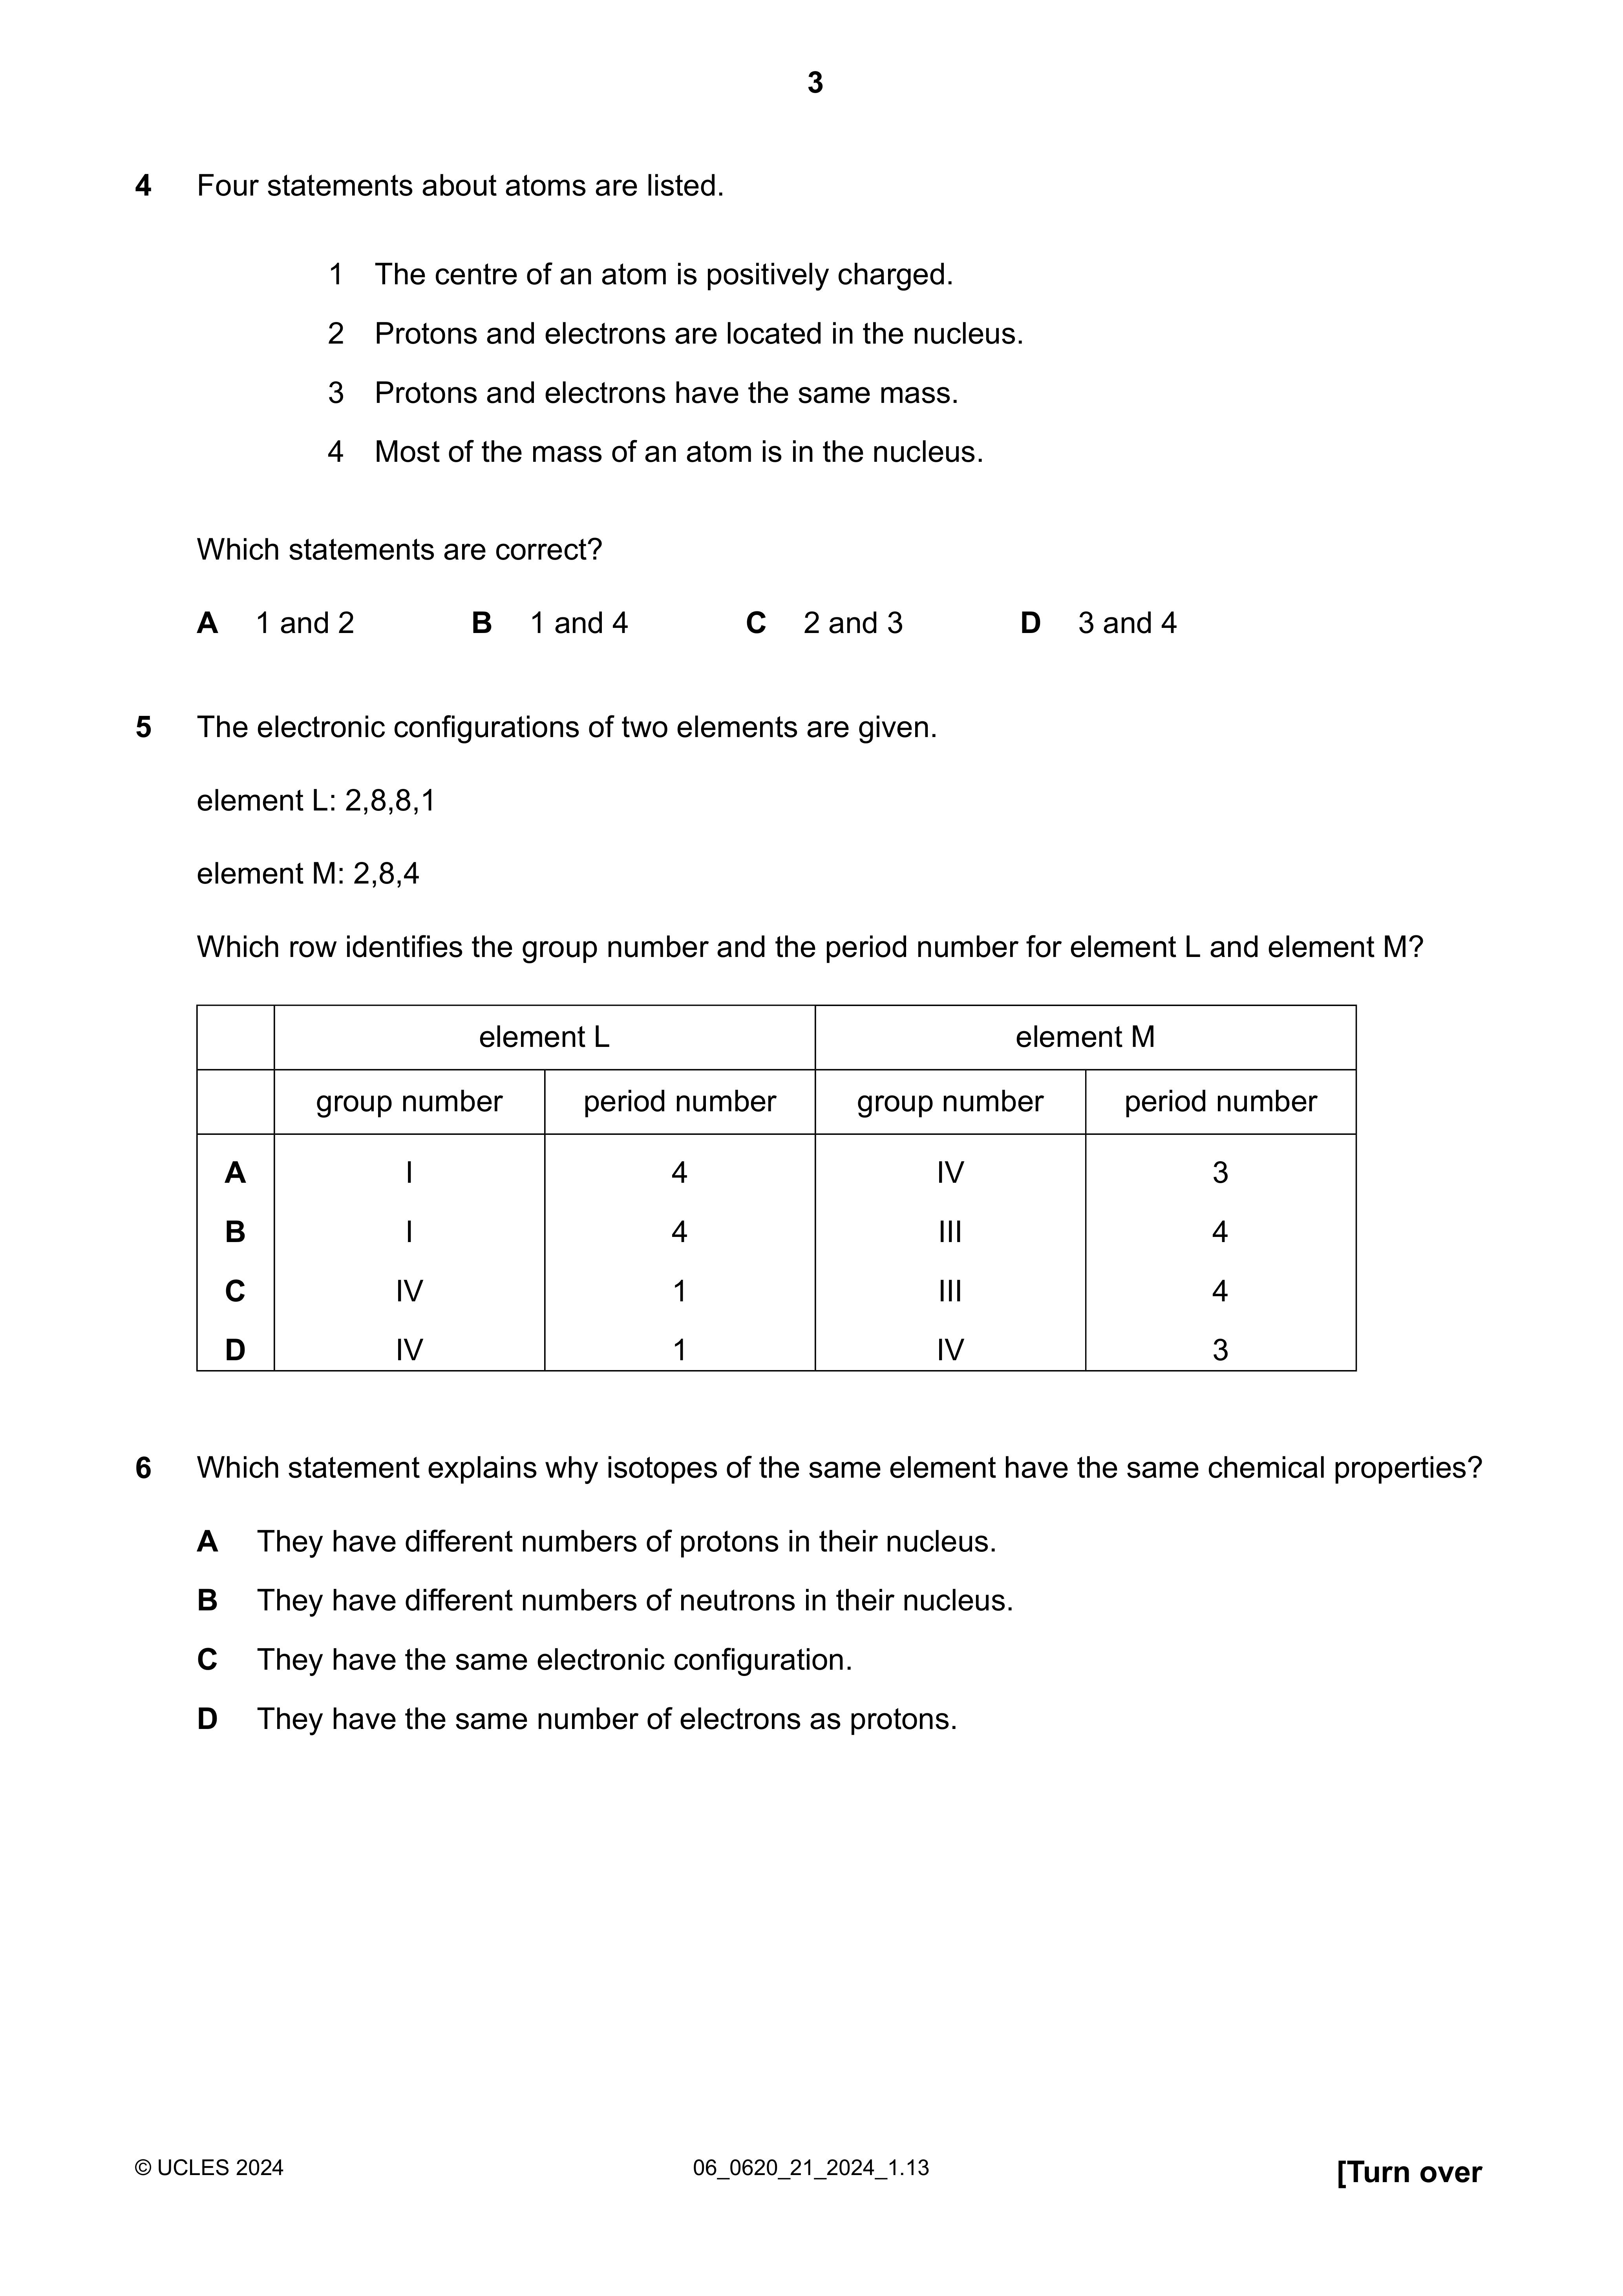 3
4 Four statements about atoms are listed.
1 The centre of an atom is positively charged.
2 Protons and electrons are located in the nucleus.
3 Protons and electrons have the same mass.
4 Most of the mass of an atom is in the nucleus.
Which statements are correct?
A 1 and 2 B 1 and 4 C 2 and 3 D 3 and 4
5 The electronic configurations of two elements are given.
element L: 2,8,8,1
element M: 2,8,4
Which row identifies the group number and the period number for element L and element M?
element L element M
group number period number group number period number
A I 4 IV 3
B I 4 III 4
C IV 1 III 4
D IV 1 IV 3
6 Which statement explains why isotopes of the same element have the same chemical properties?
A They have different numbers of protons in their nucleus.
B They have different numbers of neutrons in their nucleus.
C They have the same electronic configuration.
D They have the same number of electrons as protons.
© UCLES 2024 06_0620_21_2024_1.13 [Turn over